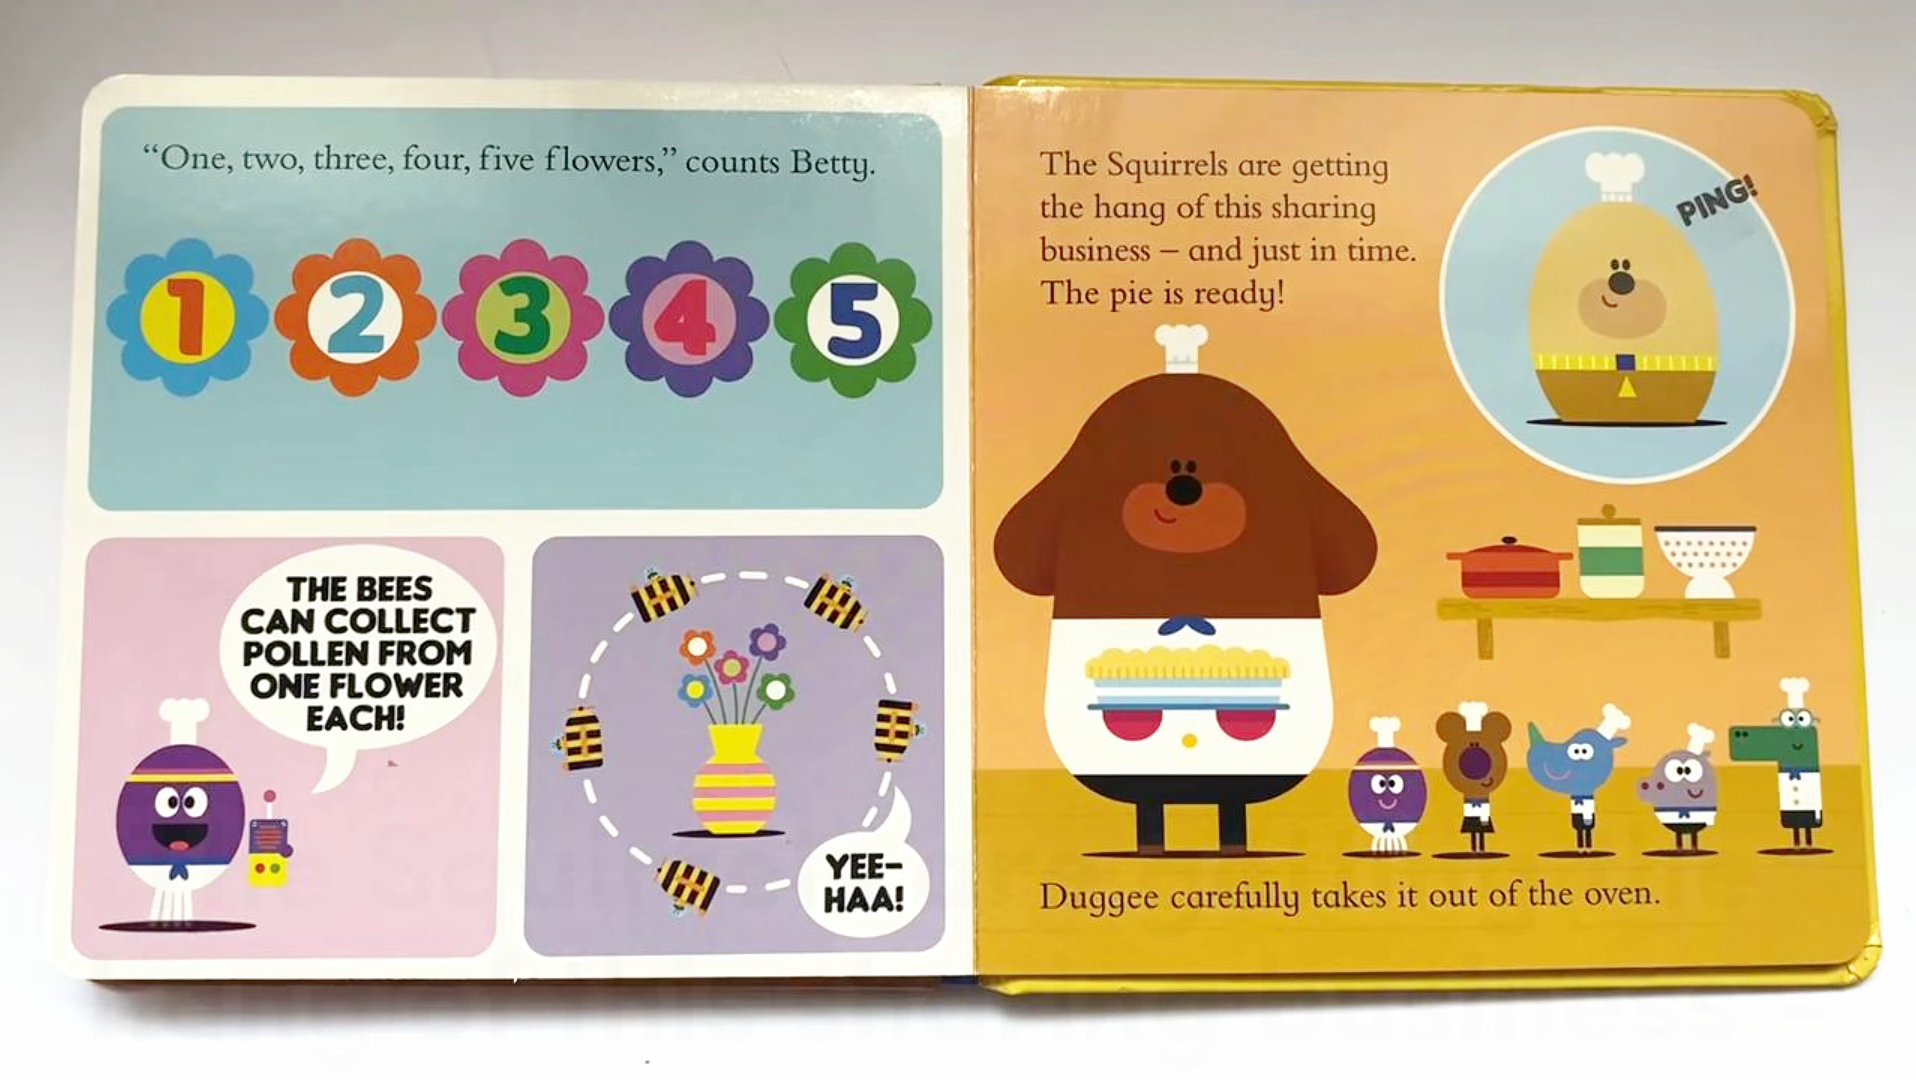 “One, two, three, four, five flowers,” counts Betty.
1 2 3 4 5
THE BEES
CAN COLLECT
POLLEN FROM
ONE FLOWER
EACH!
YEE-
HAA!
The Squirrels are getting
the hang of this sharing
business – and just in time.
The pie is ready!
PING!
Duggee carefully takes it out of the oven.